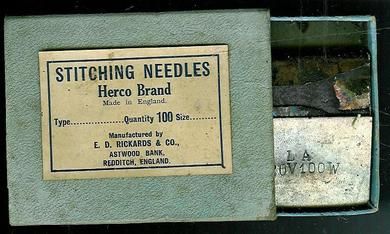 STITCHING NEEDLES
Herco Brand
Made in England.
Type............... Quantity 100 Size.........
Manufactured by
E. D. RICKARDS & CO.,
ASTWOOD BANK,
REDDITCH, ENGLAND.
LA